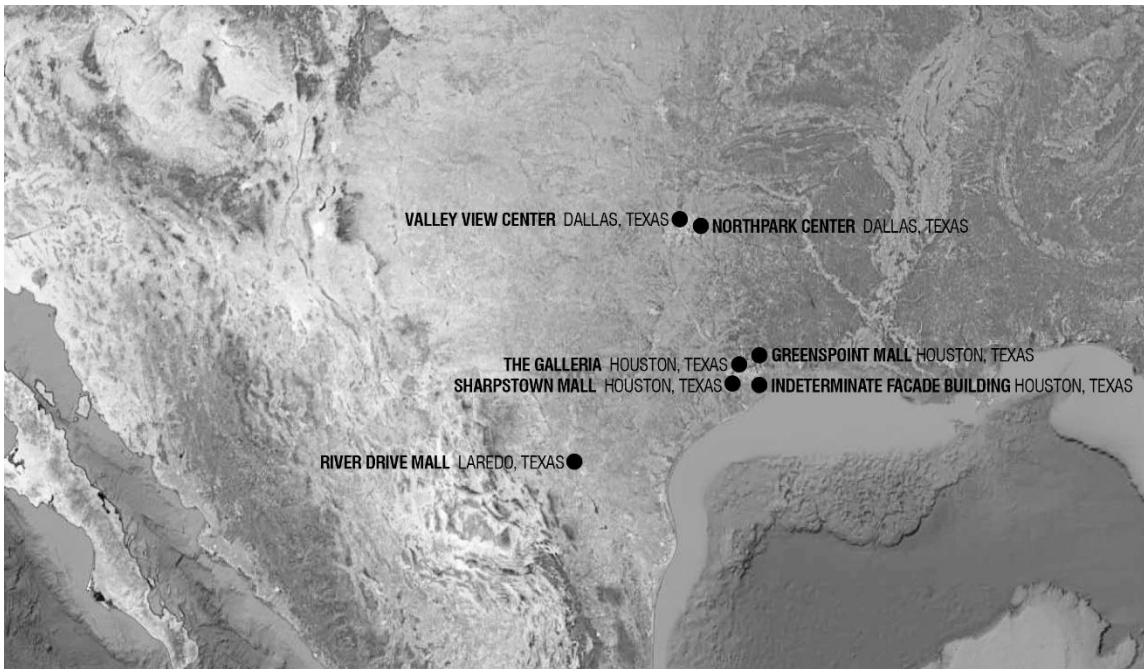 VALLEY VIEW CENTER DALLAS, TEXAS
NORTHPARK CENTER DALLAS, TEXAS
GREENSPOINT MALL HOUSTON, TEXAS
THE GALLERIA HOUSTON, TEXAS
SHARPSTOWN MALL HOUSTON, TEXAS
INDETERMINATE FACADE BUILDING HOUSTON, TEXAS
RIVER DRIVE MALL LAREDO, TEXAS